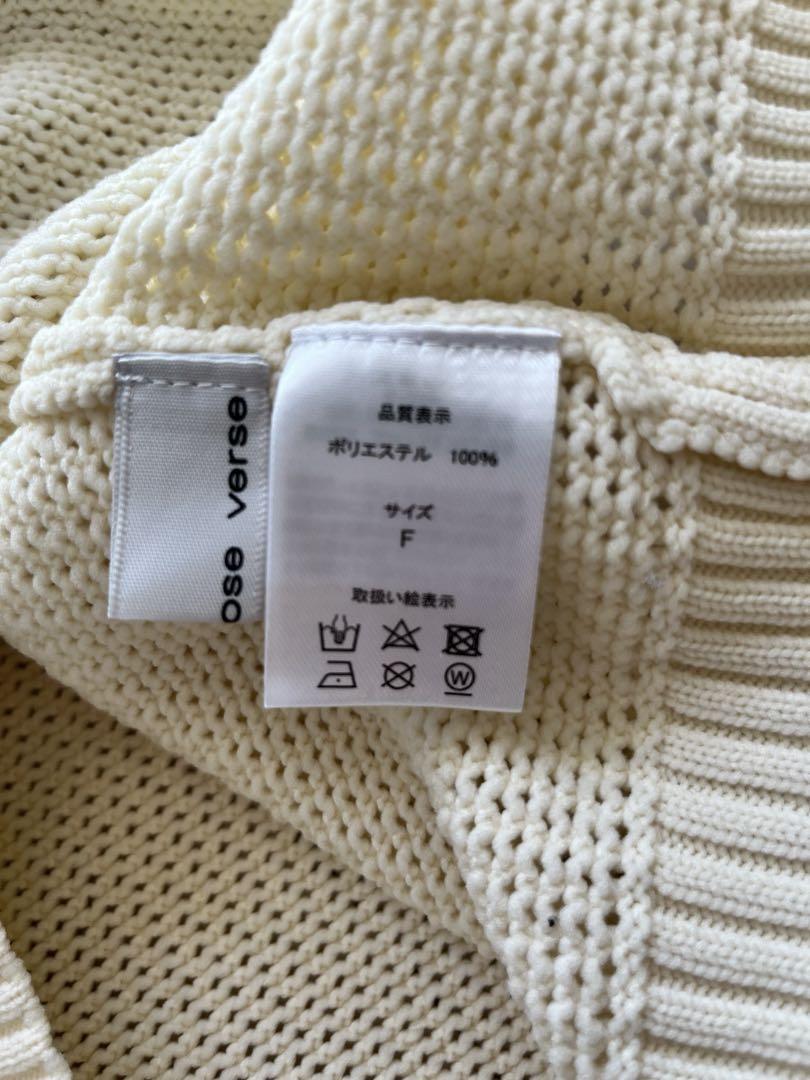 ose verse
品質表示
ポリエステル 100%
サイズ
F
取扱い絵表示
W